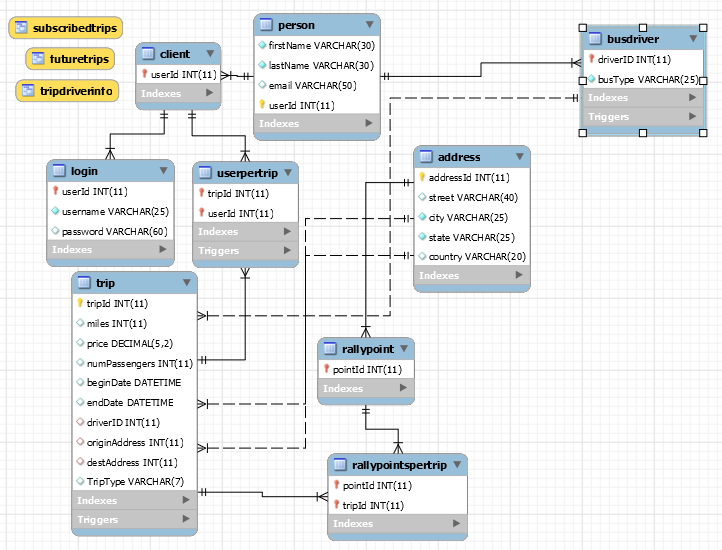 subscribedtrips
futuretrips
tripdriverinfo
client
userId INT(11)
Indexes
person
firstName VARCHAR(30)
lastName VARCHAR(30)
email VARCHAR(50)
userId INT(11)
Indexes
busdriver
driverID INT(11)
busType VARCHAR(25)
Indexes
Triggers
login
userId INT(11)
username VARCHAR(25)
password VARCHAR(60)
Indexes
userpertrip
tripId INT(11)
userId INT(11)
Indexes
Triggers
address
addressId INT(11)
street VARCHAR(40)
city VARCHAR(25)
state VARCHAR(25)
country VARCHAR(20)
Indexes
trip
tripId INT(11)
miles INT(11)
price DECIMAL(5,2)
numPassengers INT(11)
beginDate DATETIME
endDate DATETIME
driverID INT(11)
originAddress INT(11)
destAddress INT(11)
TripType VARCHAR(7)
Indexes
Triggers
rallypoint
pointId INT(11)
Indexes
rallypointspertrip
pointId INT(11)
tripId INT(11)
Indexes